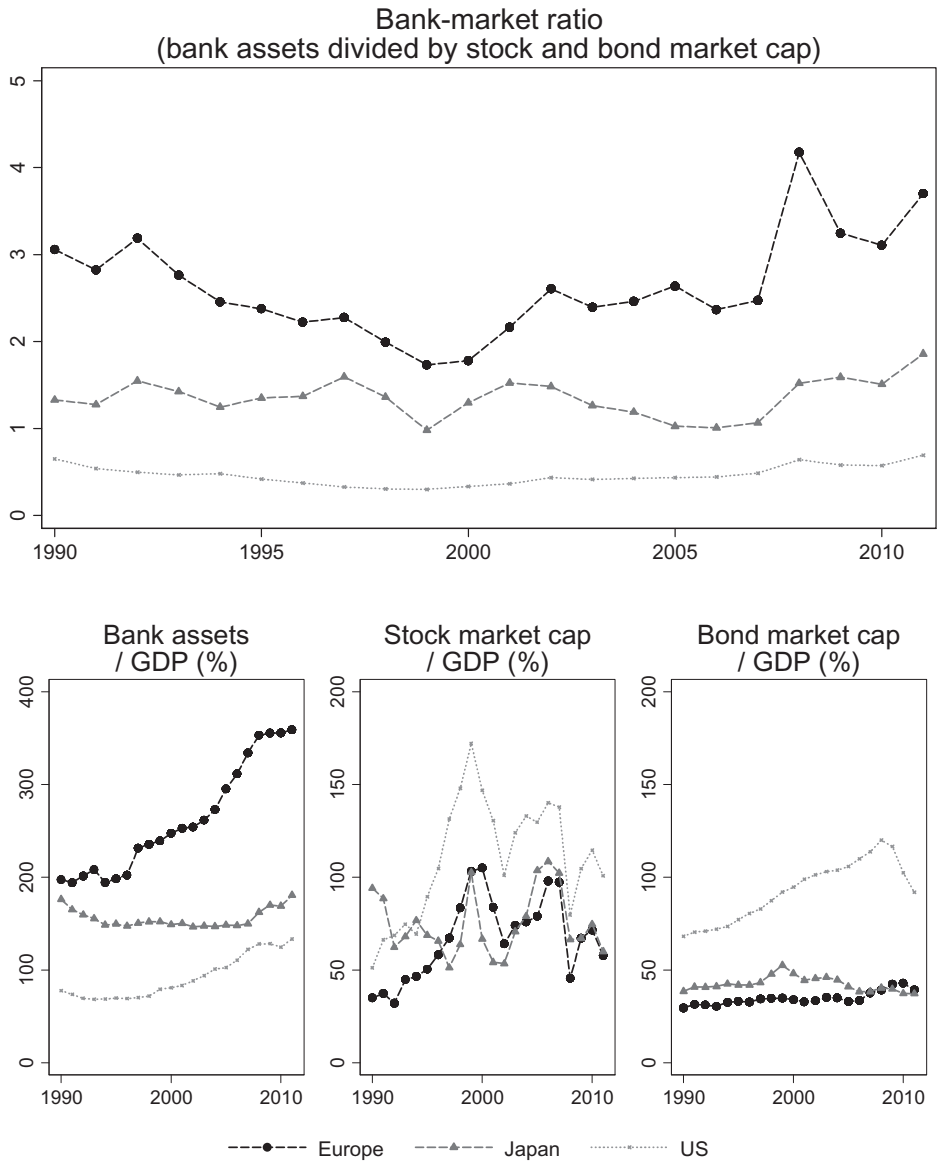 Bank-market ratio
(bank assets divided by stock and bond market cap)
5
4
3
2
1
0
1990 1995 2000 2005 2010
Bank assets
/ GDP (%)
400
300
200
100
0
1990 2000 2010
Stock market cap
/ GDP (%)
200
150
100
50
0
1990 2000 2010
Bond market cap
/ GDP (%)
200
150
100
50
0
1990 2000 2010
Europe Japan US